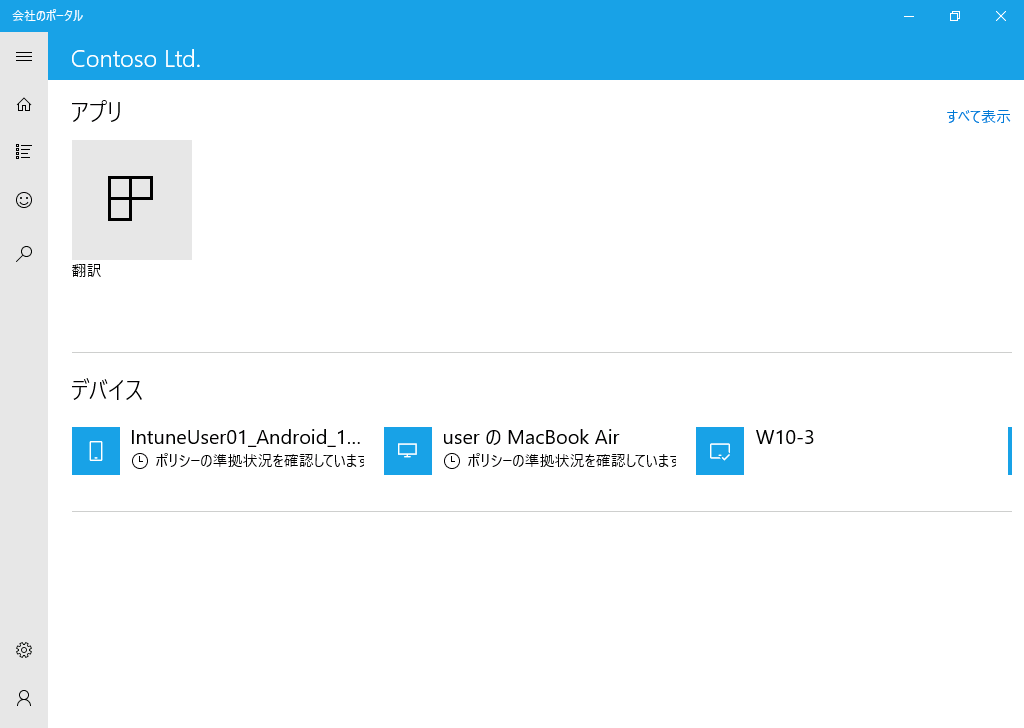 会社のポータル
Contoso Ltd.
アプリ
すべて表示
翻訳
デバイス
IntuneUser01_Android_1...
ポリシーの準拠状況を確認しています
user の MacBook Air
ポリシーの準拠状況を確認しています
W10-3